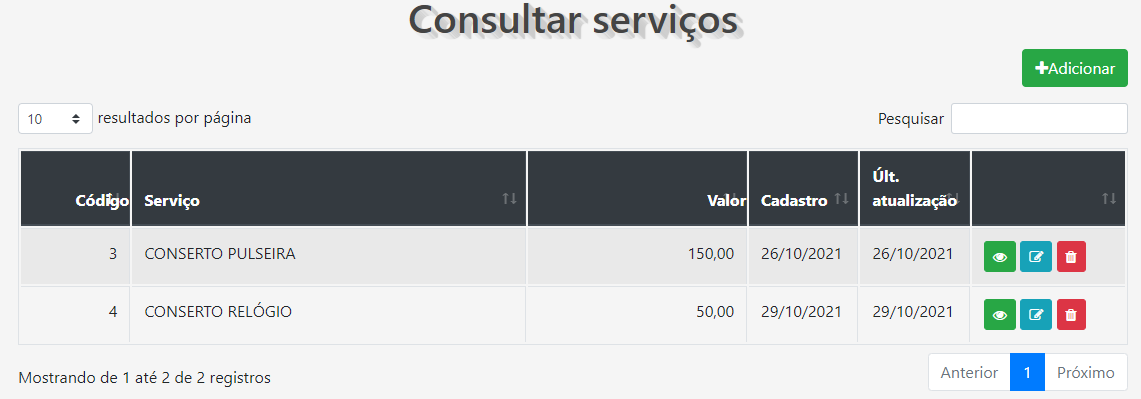 Consultar serviços
Adicionar
10 resultados por página
Pesquisar
Código Serviço Valor Cadastro Últ. atualização
3 CONSERTO PULSEIRA 150,00 26/10/2021 26/10/2021
4 CONSERTO RELÓGIO 50,00 29/10/2021 29/10/2021
Mostrando de 1 até 2 de 2 registros
Anterior 1 Próximo